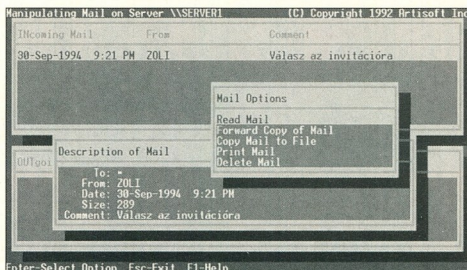 Manipulating Mail on Server \\SERVER1 (C) Copyright 1992 Artisoft Inc
INcoming Mail From Comment
30-Sep-1994 9:21 PM ZOLI Válasz az invitációra
Mail Options
Read Mail
Forward Copy of Mail
Copy Mail to File
Print Mail
Delete Mail
OUTgoi
Description of Mail
To: *
From: ZOLI
Date: 30-Sep-1994 9:21 PM
Size: 289
Comment: Válasz az invitációra
Enter-Select Option Esc-Exit F1-Help